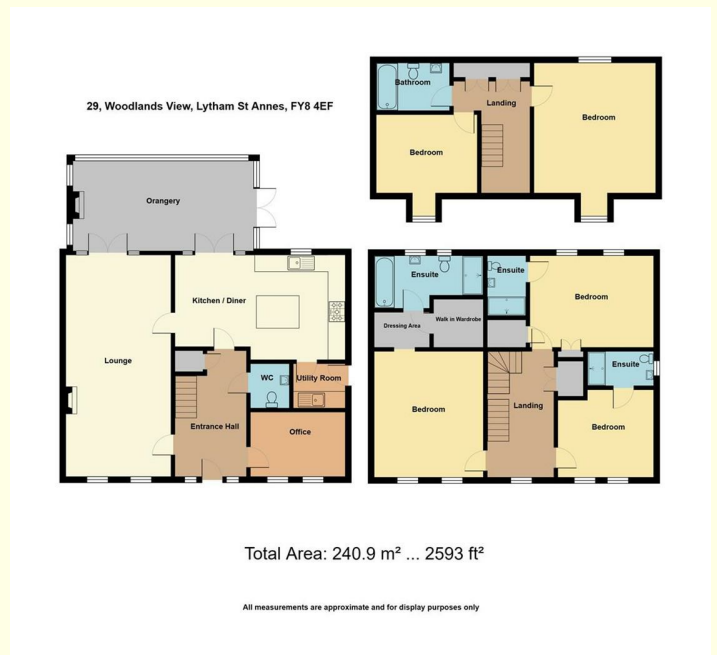 29, Woodlands View, Lytham St Annes, FY8 4EF
Bathroom
Landing
Bedroom
Bedroom
Orangery
Kitchen / Diner
Lounge
WC
Utility Room
Entrance Hall
Office
Ensuite
Ensuite
Bedroom
Dressing Area
Walk in Wardrobe
Ensuite
Bedroom
Landing
Bedroom
Total Area: 240.9 m² ... 2593 ft²
All measurements are approximate and for display purposes only